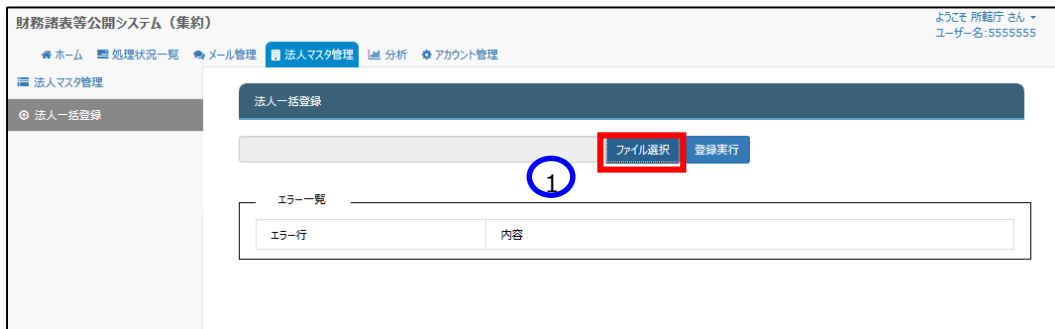 財務諸表等公開システム（集約）
ようこそ 所轄庁 さん
ユーザー名:5555555
ホーム 処理状況一覧 メール管理 法人マスタ管理 分析 アカウント管理
法人マスタ管理
法人一括登録
法人一括登録
ファイル選択 登録実行
1
エラー一覧
エラー行 内容